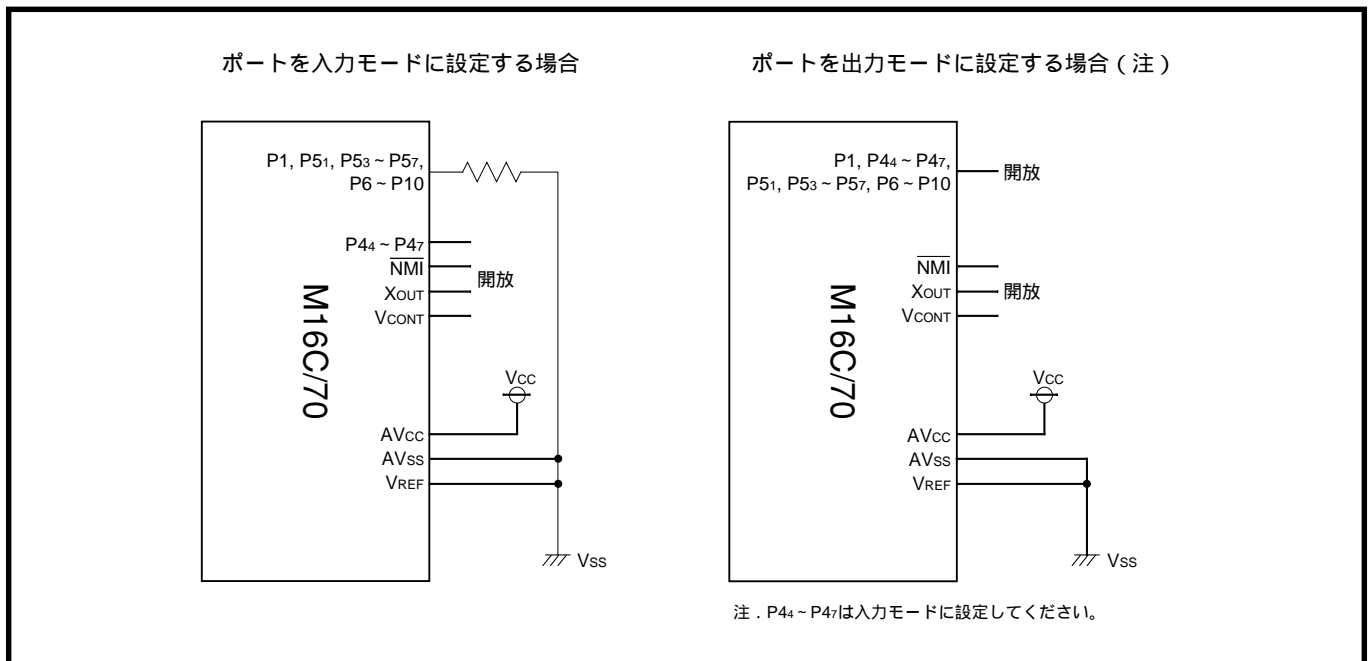 ポートを入力モードに設定する場合
P1, P51, P53 ~ P57,
P6 ~ P10
P44 ~ P47
NMI
XOUT
VCONT
開放
M16C/70
VCC
AVCC
AVSS
VREF
VSS
ポートを出力モードに設定する場合 ( 注 )
P1, P44 ~ P47,
P51, P53 ~ P57, P6 ~ P10
開放
NMI
XOUT
VCONT
開放
M16C/70
VCC
AVCC
AVSS
VREF
VSS
注 . P44 ~ P47は入力モードに設定してください。